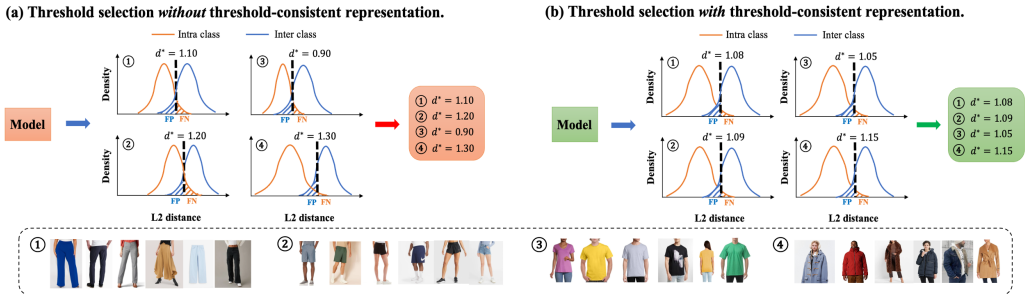 (a) Threshold selection without threshold-consistent representation.
Intra class Inter class
① d* = 1.10
Density
FP FN
③ d* = 0.90
Density
FP FN
② d* = 1.20
Density
FP FN
④ d* = 1.30
Density
FP FN
L2 distance L2 distance
Model
① d* = 1.10
② d* = 1.20
③ d* = 0.90
④ d* = 1.30
(b) Threshold selection with threshold-consistent representation.
Intra class Inter class
① d* = 1.08
Density
FP FN
③ d* = 1.05
Density
FP FN
② d* = 1.09
Density
FP FN
④ d* = 1.15
Density
FP FN
L2 distance L2 distance
Model
① d* = 1.08
② d* = 1.09
③ d* = 1.05
④ d* = 1.15
① ② ③ ④